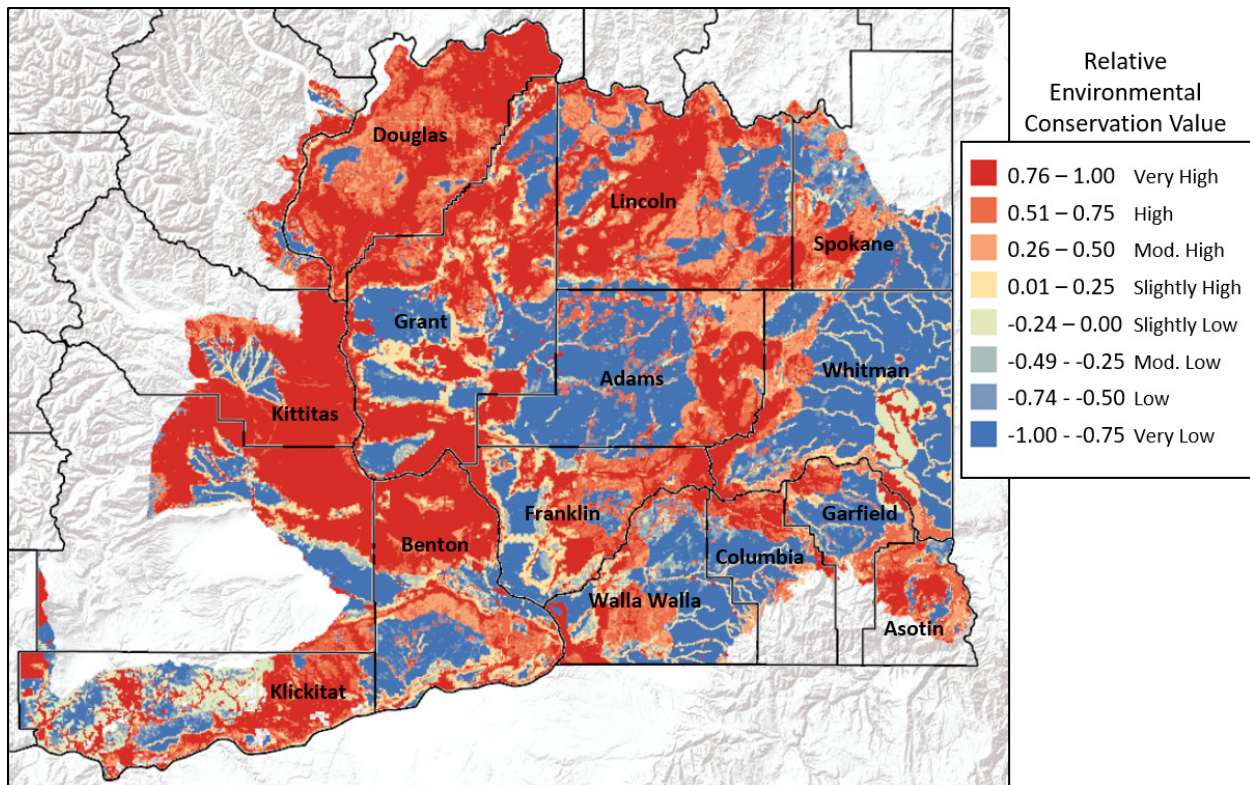 Relative
Environmental
Conservation Value
0.76 – 1.00 Very High
0.51 – 0.75 High
0.26 – 0.50 Mod. High
0.01 – 0.25 Slightly High
-0.24 – 0.00 Slightly Low
-0.49 - -0.25 Mod. Low
-0.74 - -0.50 Low
-1.00 - -0.75 Very Low
Douglas
Lincoln
Spokane
Grant
Adams
Whitman
Kittitas
Franklin
Garfield
Benton
Columbia
Walla Walla
Asotin
Klickitat